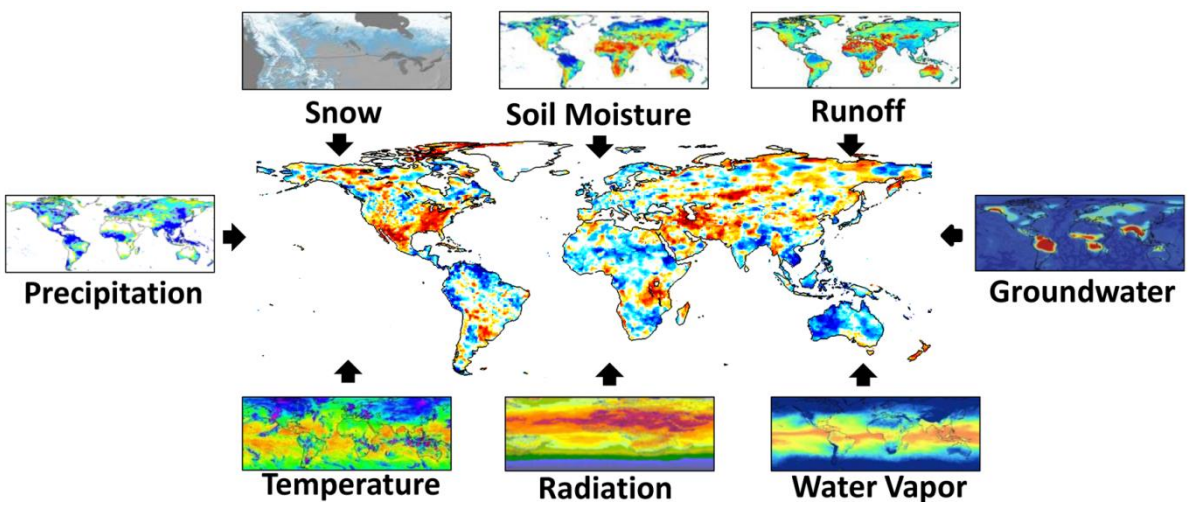 Snow
Soil Moisture
Runoff
Precipitation
Groundwater
Temperature
Radiation
Water Vapor